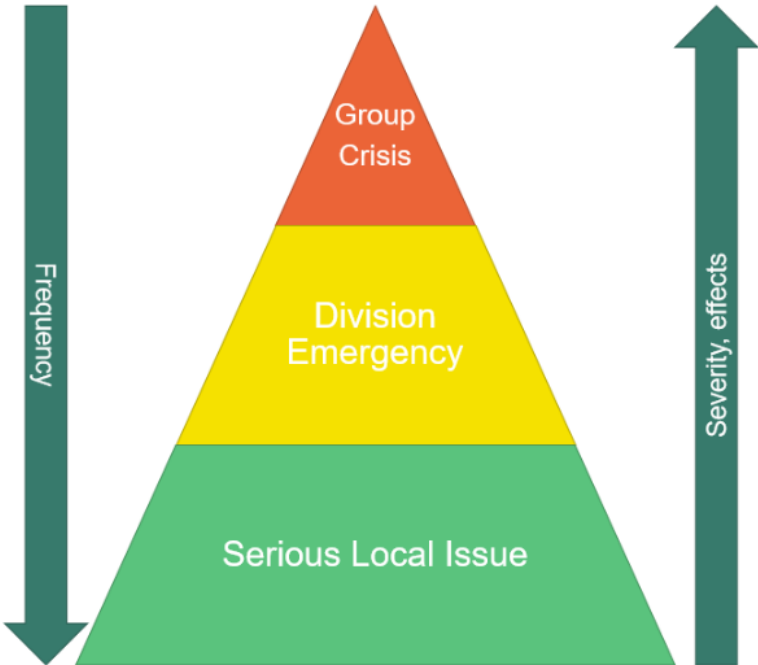 Group
Crisis
Frequency
Division
Emergency
Severity, effects
Serious Local Issue